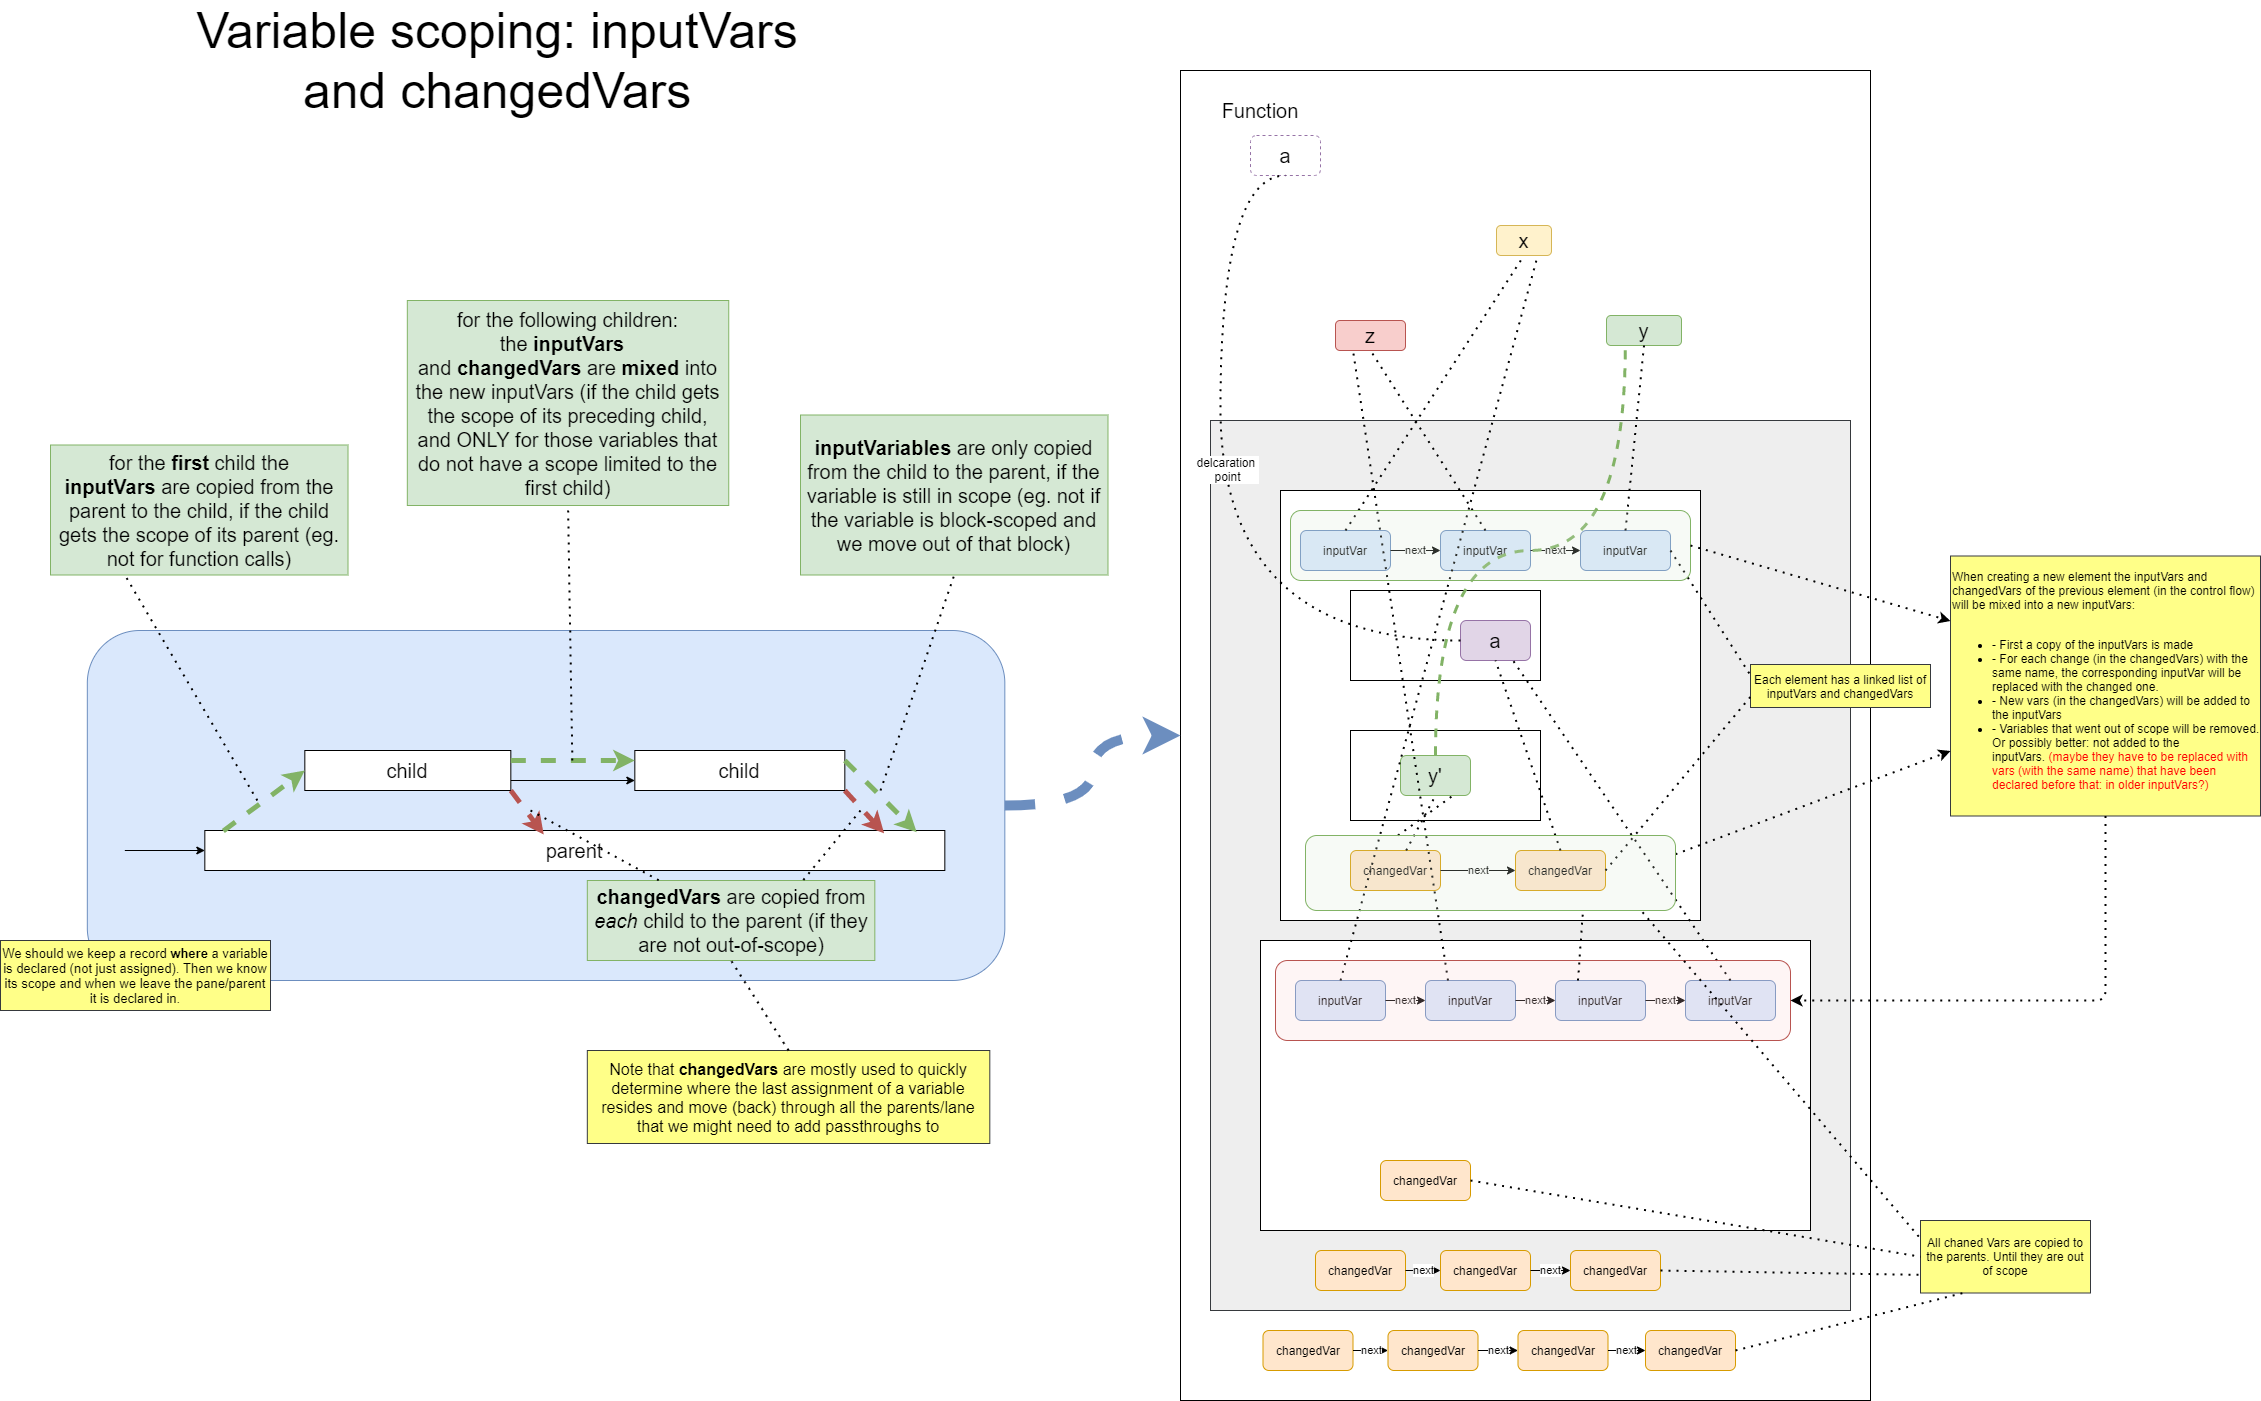 Variable scoping: inputVars
and changedVars
for the first child the
inputVars are copied from the
parent to the child, if the child
gets the scope of its parent (eg.
not for function calls)
for the following children:
the inputVars
and changedVars are mixed into
the new inputVars (if the child gets
the scope of its preceding child,
and ONLY for those variables that
do not have a scope limited to the
first child)
inputVariables are only copied
from the child to the parent, if the
variable is still in scope (eg. not if
the variable is block-scoped and
we move out of that block)
child
child
parent
changedVars are copied from
each child to the parent (if they
are not out-of-scope)
We should we keep a record where a variable
is declared (not just assigned). Then we know
its scope and when we leave the pane/parent
it is declared in.
Note that changedVars are mostly used to quickly
determine where the last assignment of a variable
resides and move (back) through all the parents/lane
that we might need to add passthroughs to
Function
a
x
z
y
delcaration
point
inputVar
next
inputVar
next
inputVar
a
y'
changedVar
next
changedVar
inputVar
next
inputVar
next
inputVar
next
inputVar
changedVar
changedVar
next
changedVar
next
changedVar
changedVar
next
changedVar
next
changedVar
next
changedVar
Each element has a linked list of
inputVars and changedVars
When creating a new element the inputVars and
changedVars of the previous element (in the control flow)
will be mixed into a new inputVars:
- First a copy of the inputVars is made
- For each change (in the changedVars) with the
same name, the corresponding inputVar will be
replaced with the changed one.
- New vars (in the changedVars) will be added to
the inputVars
- Variables that went out of scope will be removed.
Or possibly better: not added to the
inputVars. (maybe they have to be replaced with
vars (with the same name) that have been
declared before that: in older inputVars?)
All chaned Vars are copied to
the parents. Until they are out
of scope